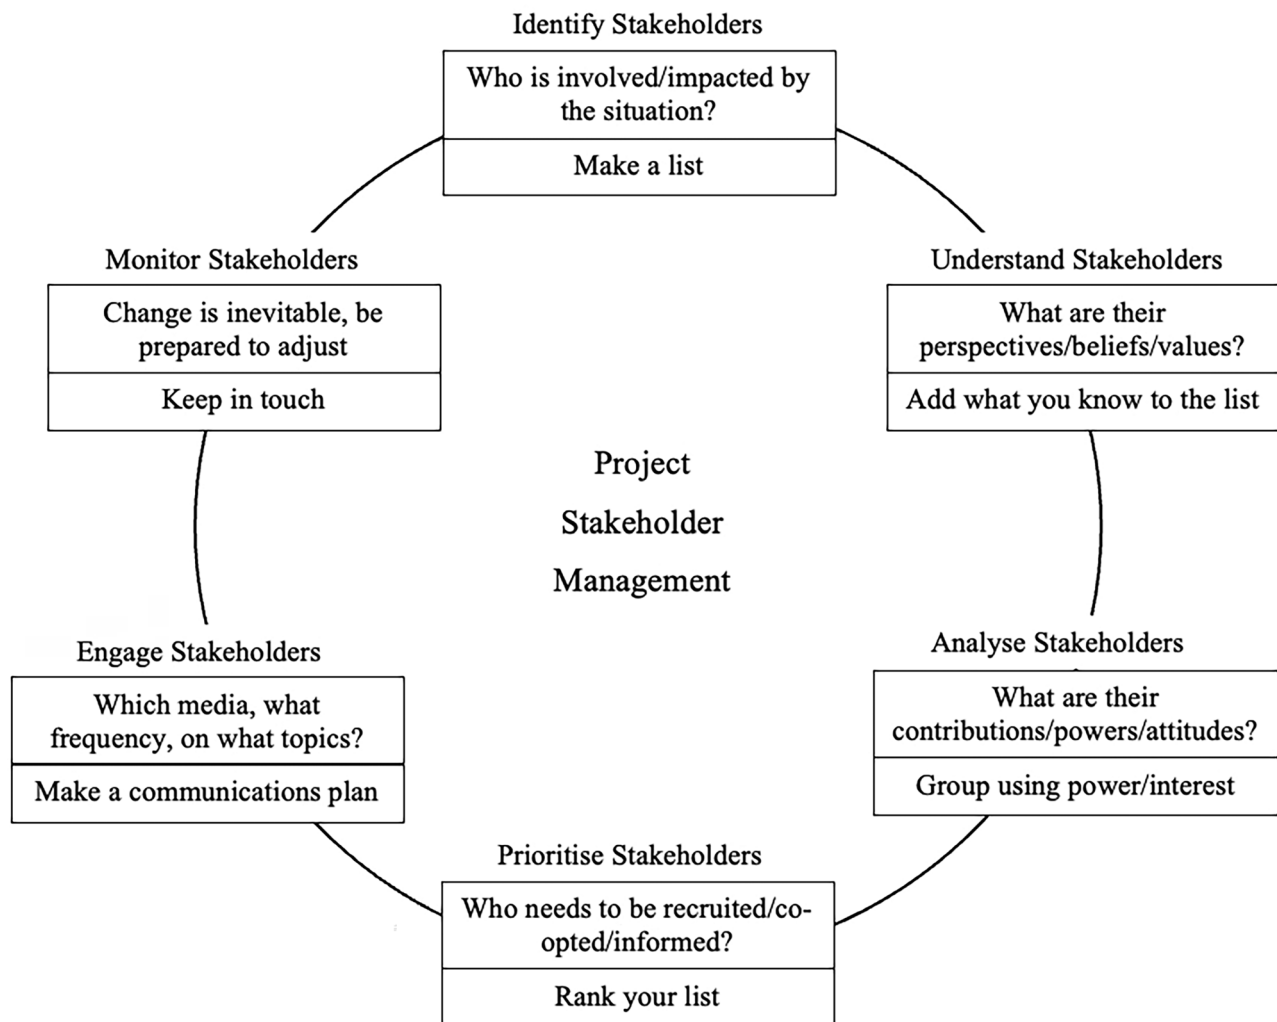 Identify Stakeholders
Who is involved/impacted by
the situation?
Make a list
Understand Stakeholders
What are their
perspectives/beliefs/values?
Add what you know to the list
Analyse Stakeholders
What are their
contributions/powers/attitudes?
Group using power/interest
Prioritise Stakeholders
Who needs to be recruited/co-
opted/informed?
Rank your list
Engage Stakeholders
Which media, what
frequency, on what topics?
Make a communications plan
Monitor Stakeholders
Change is inevitable, be
prepared to adjust
Keep in touch
Project
Stakeholder
Management